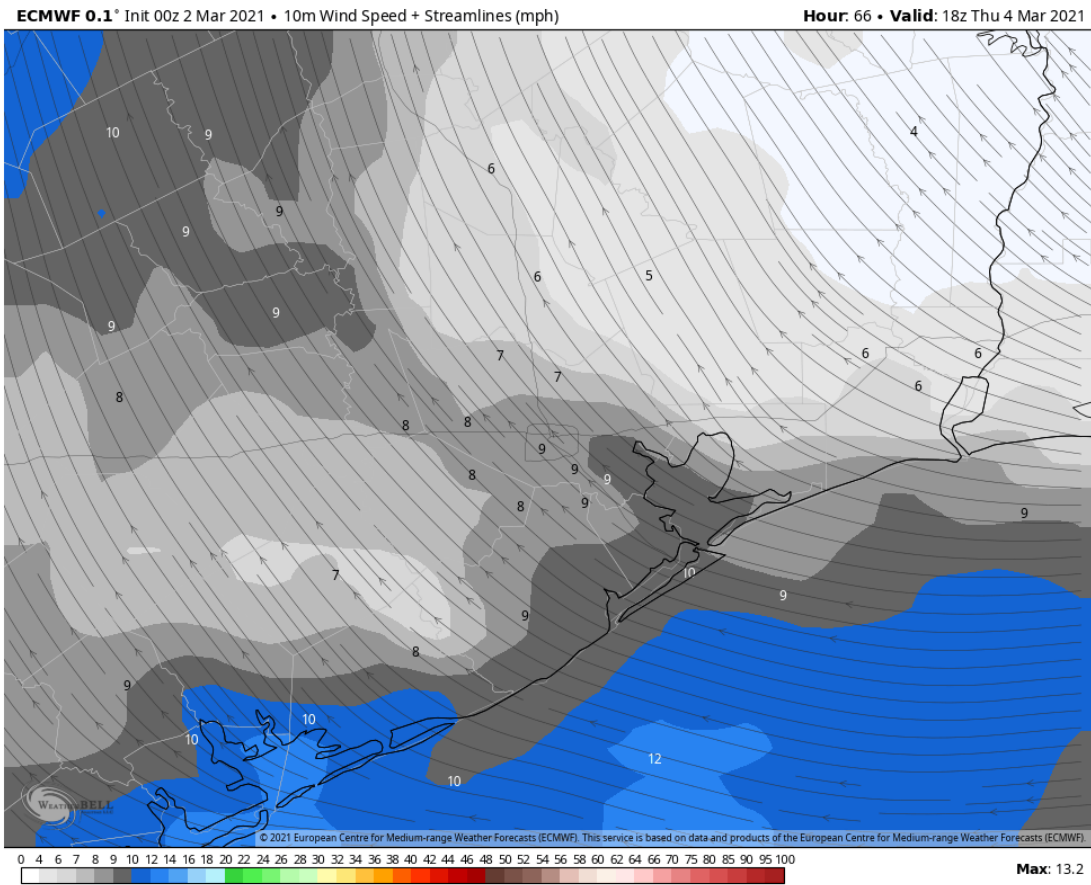 ECMWF 0.1° Init 00z 2 Mar 2021 • 10m Wind Speed + Streamlines (mph)
Hour: 66 • Valid: 18z Thu 4 Mar 2021
10 9 4
6
9
9
6 5
9 9
7 6 6
7 6
8
8 8
9
9
8 9
8 9
9
7 10
9
9
8
9
10
10
12
10
WEATHERBELL
© 2021 European Centre for Medium-range Weather Forecasts (ECMWF). This service is based on data and products of the European Centre for Medium-range Weather Forecasts (ECMWF).
0 4 6 7 8 9 10 12 14 16 18 20 22 24 26 28 30 32 34 36 38 40 42 44 46 48 50 52 54 56 58 60 62 64 66 70 75 80 85 90 95 100
Max: 13.2